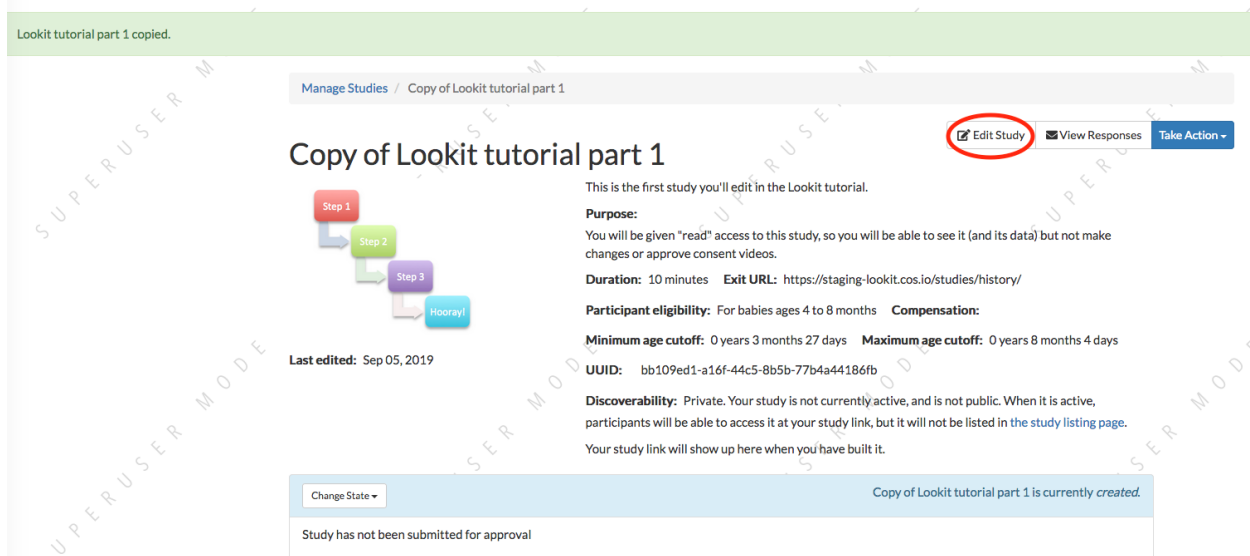 Lookit tutorial part 1 copied.
Manage Studies / Copy of Lookit tutorial part 1
Edit Study View Responses Take Action
Copy of Lookit tutorial part 1
Step 1
Step 2
Step 3
Hooray!
Last edited: Sep 05, 2019
This is the first study you'll edit in the Lookit tutorial.
Purpose:
You will be given "read" access to this study, so you will be able to see it (and its data) but not make
changes or approve consent videos.
Duration: 10 minutes Exit URL: https://staging-lookit.cos.io/studies/history/
Participant eligibility: For babies ages 4 to 8 months Compensation:
Minimum age cutoff: 0 years 3 months 27 days Maximum age cutoff: 0 years 8 months 4 days
UUID: bb109ed1-a16f-44c5-8b5b-77b4a44186fb
Discoverability: Private. Your study is not currently active, and is not public. When it is active,
participants will be able to access it at your study link, but it will not be listed in the study listing page.
Your study link will show up here when you have built it.
Change State Copy of Lookit tutorial part 1 is currently created.
Study has not been submitted for approval
SUPERUSER MODE